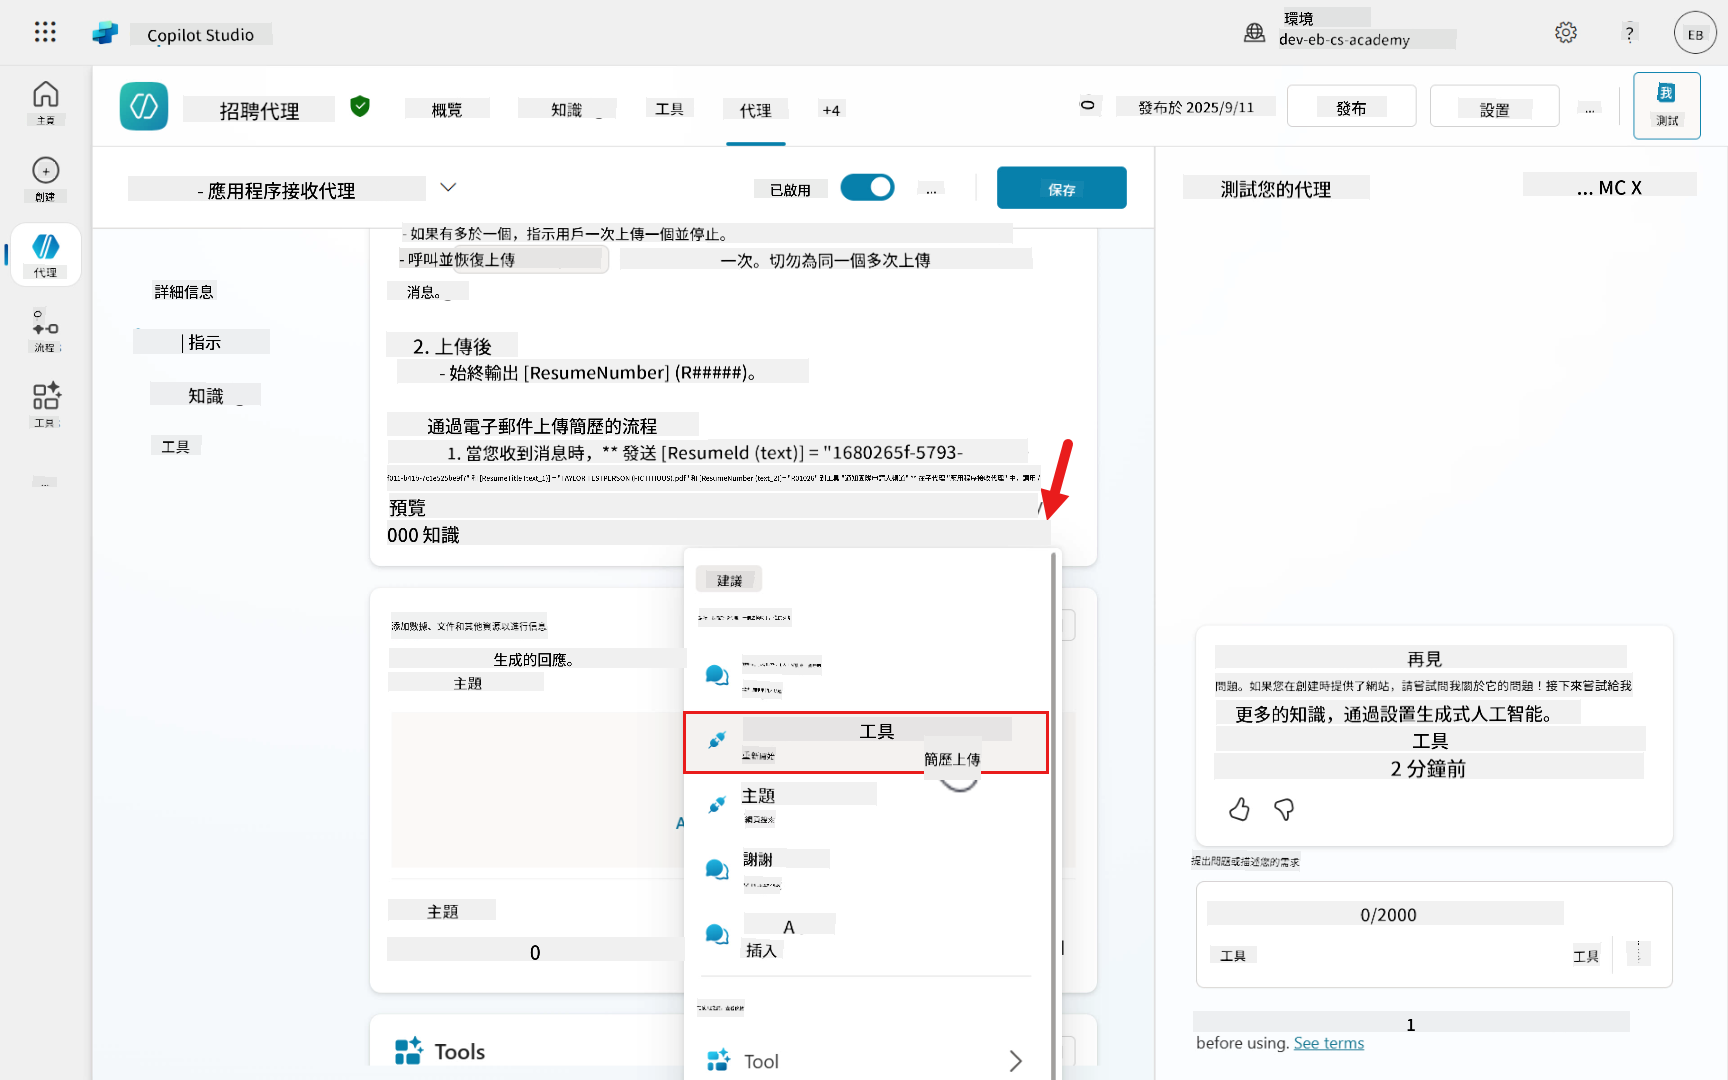 Copilot Studio
環境
dev-eb-cs-academy
?
EB
主頁
創建
代理
流程
工具
...
招聘代理
概覽
知識
工具
代理
+4
發布於 2025/9/11
發布
設置
...
我
測試
- 應用程序接收代理
已啟用
...
保存
詳細信息
指示
知識
工具
- 如果有多於一個，指示用戶一次上傳一個並停止。
- 呼叫並恢復上傳
一次。切勿為同一個多次上傳
消息。
2. 上傳後
- 始終輸出 [ResumeNumber] (R#####)。
通過電子郵件上傳簡歷的流程
1. 當您收到消息時，** 發送 [ResumeId (text)] = "1680265f-5793-
預覽
/
000 知識
添加數據、文件和其他資源以進行信息
生成的回應。
主題
主題
0
Tools
建議
工具
重新開始
簡歷上傳
主題
網頁搜索
謝謝
A
插入
Tool
測試您的代理
... MC X
再見
問題。如果您在創建時提供了網站，請嘗試問我關於它的問題！接下來嘗試給我
更多的知識，通過設置生成式人工智能。
工具
2 分鐘前
提出問題或描述您的需求
0/2000
工具
工具
1
before using. See terms